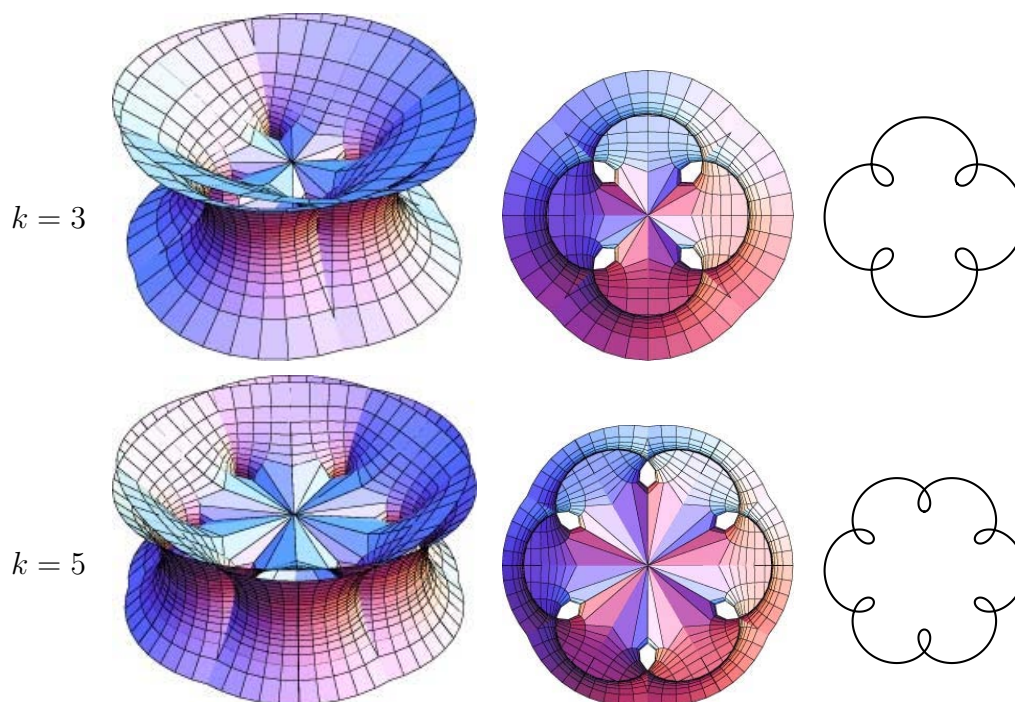 k = 3
k = 5